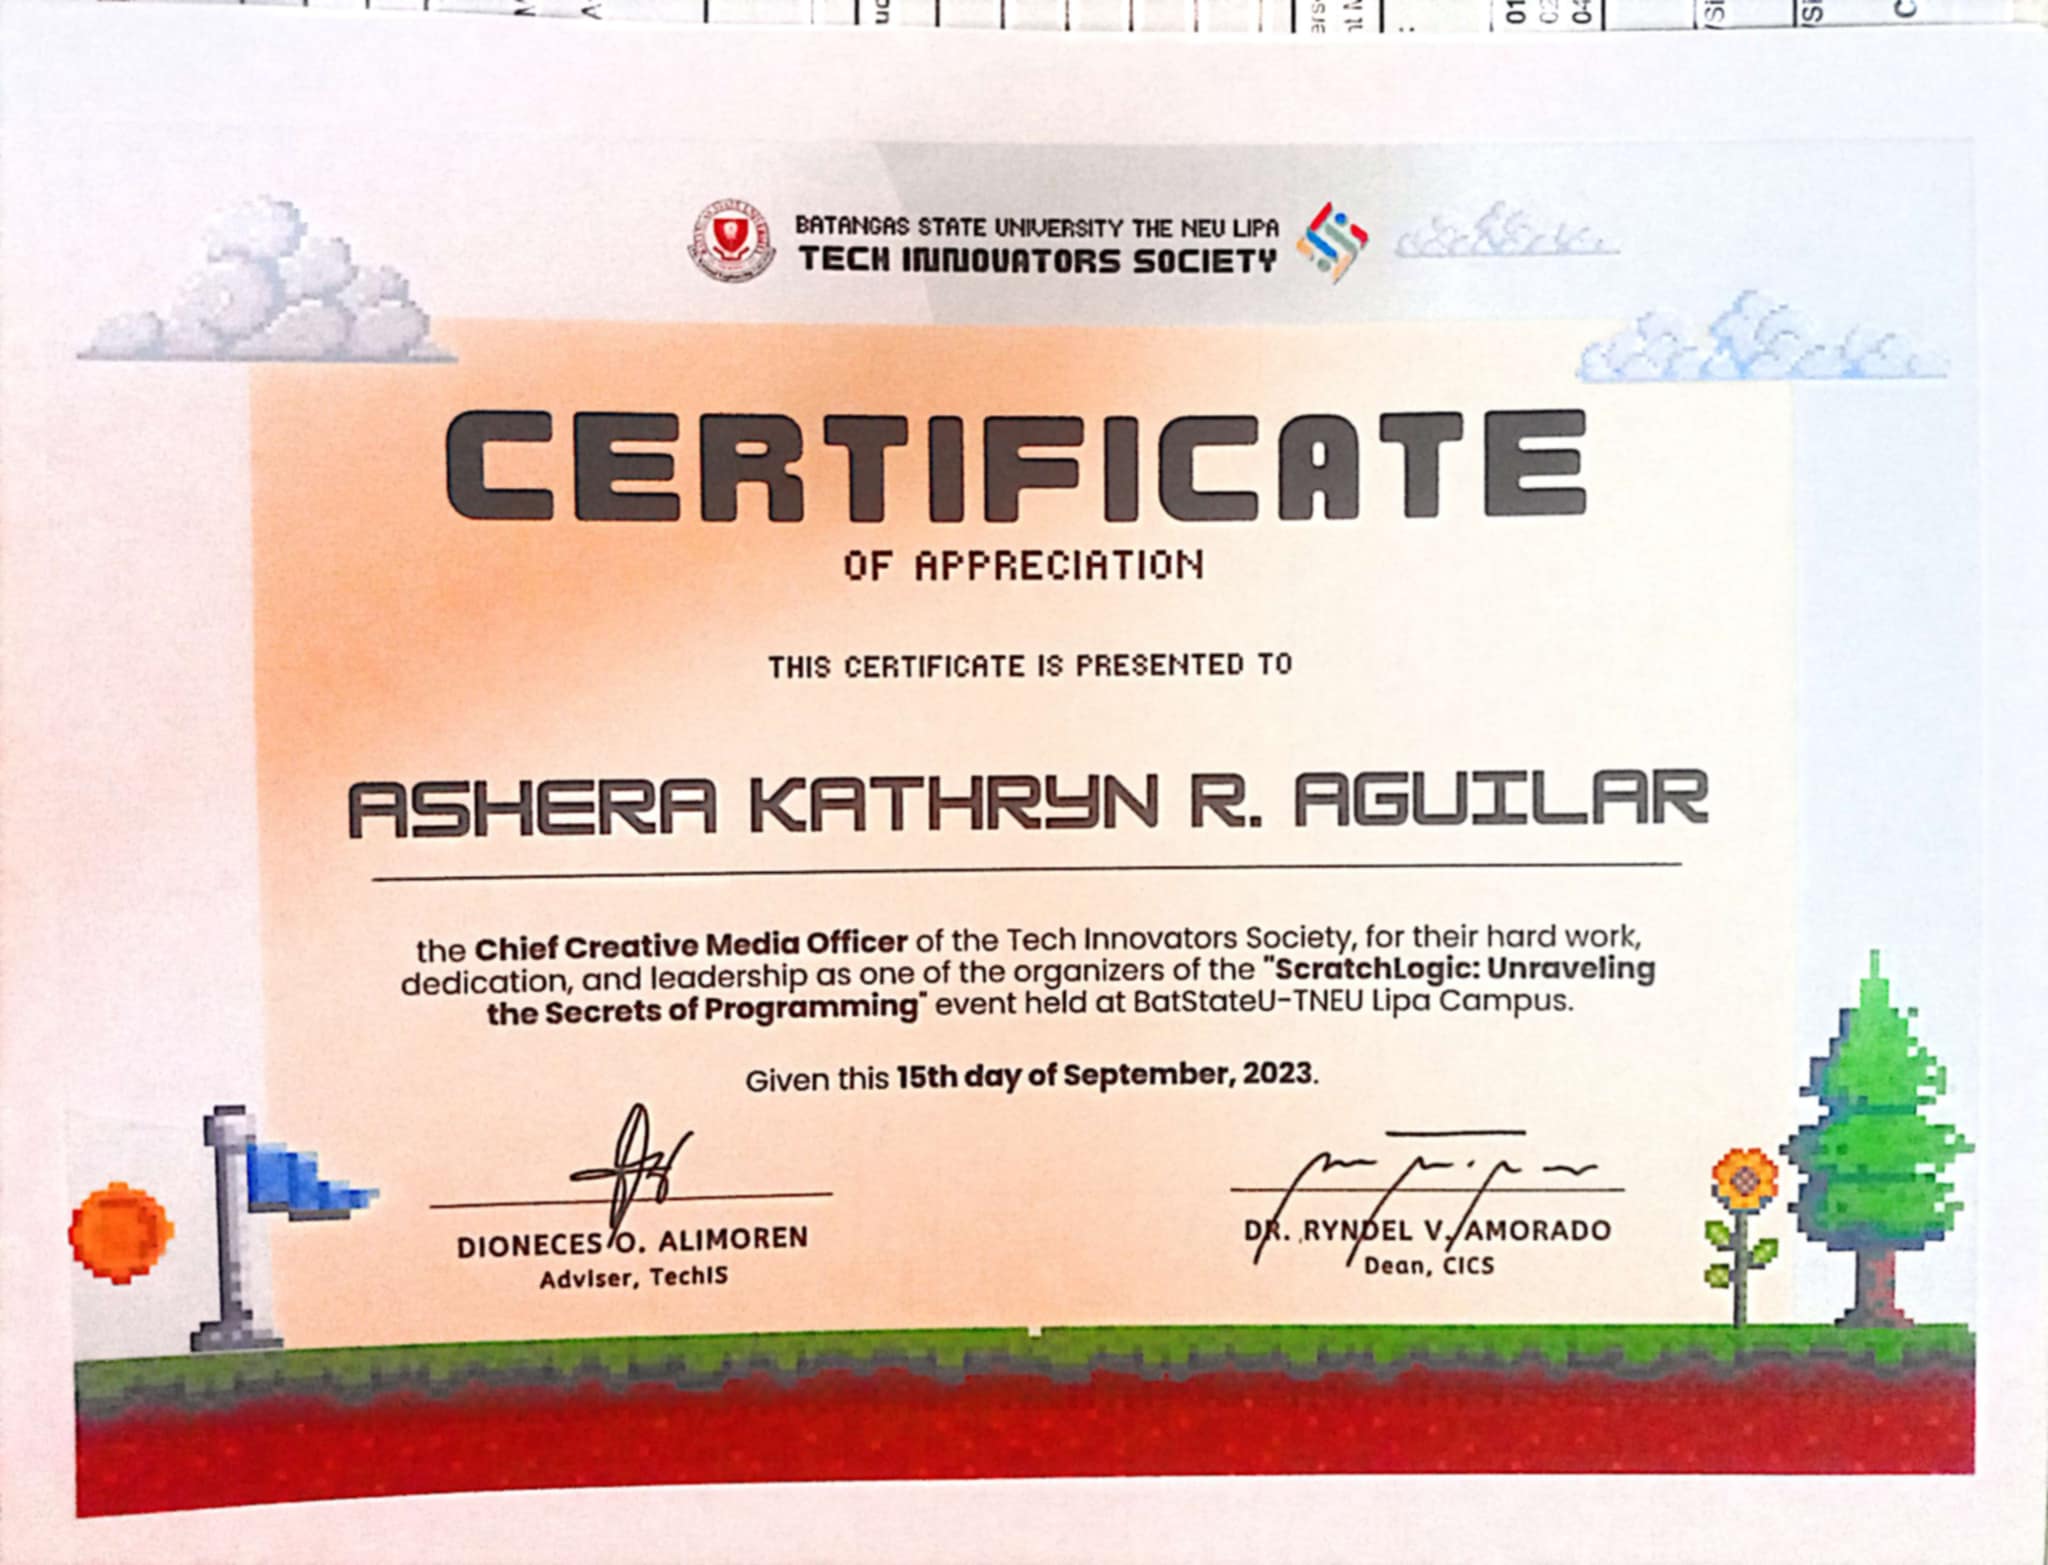 BATANGAS STATE UNIVERSITY THE NEU LIPA
TECH INNOVATORS SOCIETY
CERTIFICATE
OF APPRECIATION
THIS CERTIFICATE IS PRESENTED TO
ASHERA KATHRYN R. AGUILAR
the Chief Creative Media Officer of the Tech Innovators Society, for their hard work,
dedication, and leadership as one of the organizers of the "ScratchLogic: Unraveling
the Secrets of Programming" event held at BatStateU-TNEU Lipa Campus.
Given this 15th day of September, 2023.
DIONECES O. ALIMOREN
Adviser, TechIS
DR. RYNDEL V. AMORADO
Dean, CICS